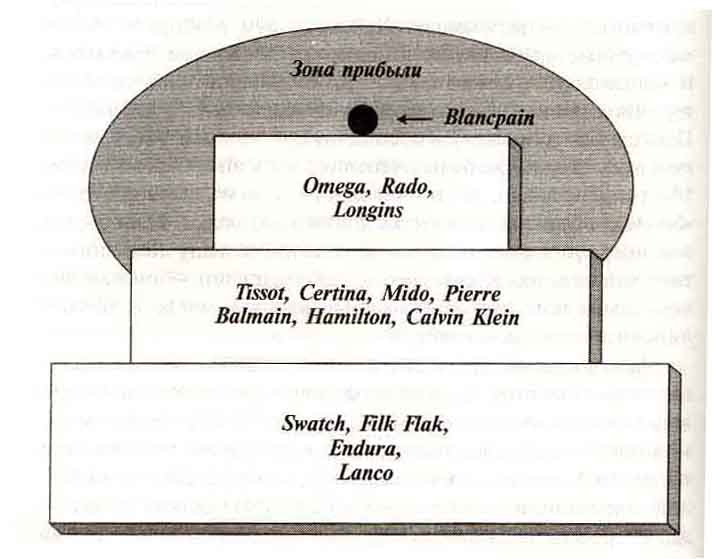 Зона прибыли
Blancpain
Omega, Rado,
Longins
Tissot, Certina, Mido, Pierre
Balmain, Hamilton, Calvin Klein
Swatch, Filk Flak,
Endura,
Lanco